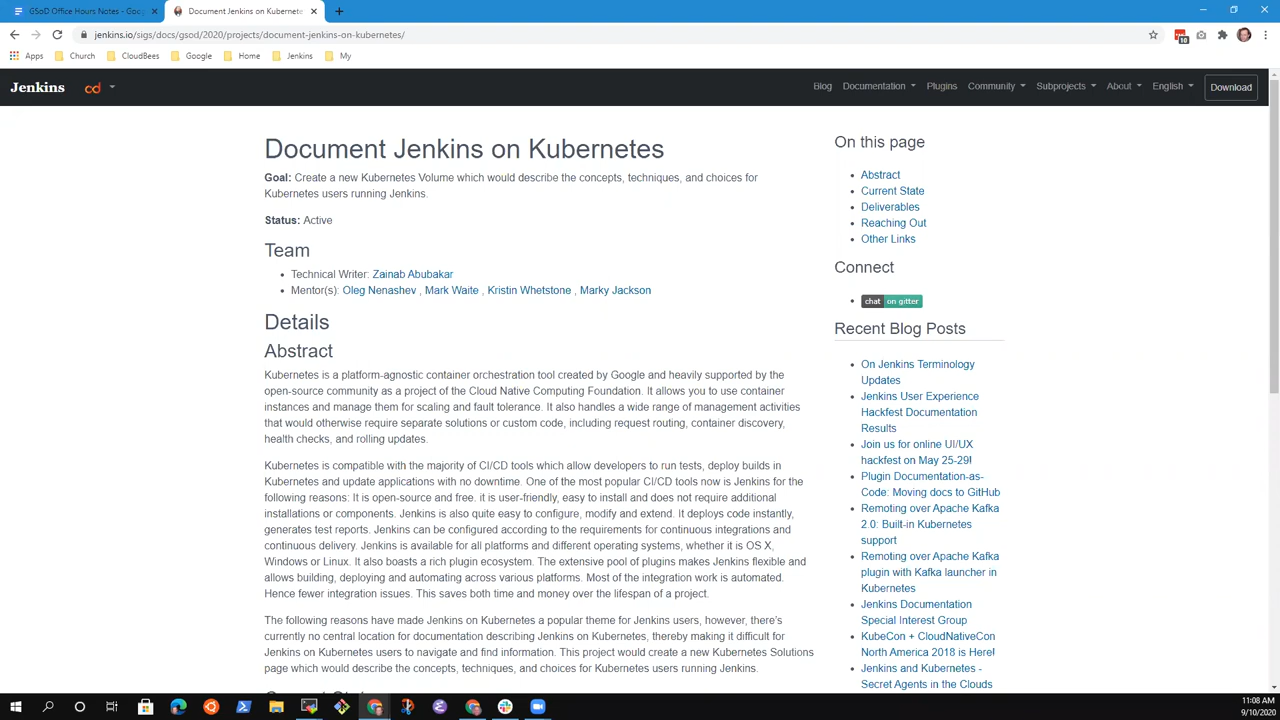 GSoD Office Hours Notes - Goog
Document Jenkins on Kubernete
jenkins.io/sigs/docs/gsod/2020/projects/document-jenkins-on-kubernetes/
10
Apps
Church
CloudBees
Google
Home
Jenkins
My
Jenkins
cd
Blog
Documentation
Plugins
Community
Subprojects
About
English
Download
Document Jenkins on Kubernetes
Goal: Create a new Kubernetes Volume which would describe the concepts, techniques, and choices for
Kubernetes users running Jenkins.
Status: Active
Team
Technical Writer: Zainab Abubakar
Mentor(s): Oleg Nenashev , Mark Waite , Kristin Whetstone , Marky Jackson
Details
Abstract
Kubernetes is a platform-agnostic container orchestration tool created by Google and heavily supported by the
open-source community as a project of the Cloud Native Computing Foundation. It allows you to use container
instances and manage them for scaling and fault tolerance. It also handles a wide range of management activities
that would otherwise require separate solutions or custom code, including request routing, container discovery,
health checks, and rolling updates.
Kubernetes is compatible with the majority of CI/CD tools which allow developers to run tests, deploy builds in
Kubernetes and update applications with no downtime. One of the most popular CI/CD tools now is Jenkins for the
following reasons: It is open-source and free. it is user-friendly, easy to install and does not require additional
installations or components. Jenkins is also quite easy to configure, modify and extend. It deploys code instantly,
generates test reports. Jenkins can be configured according to the requirements for continuous integrations and
continuous delivery. Jenkins is available for all platforms and different operating systems, whether it is OS X,
Windows or Linux. It also boasts a rich plugin ecosystem. The extensive pool of plugins makes Jenkins flexible and
allows building, deploying and automating across various platforms. Most of the integration work is automated.
Hence fewer integration issues. This saves both time and money over the lifespan of a project.
The following reasons have made Jenkins on Kubernetes a popular theme for Jenkins users, however, there's
currently no central location for documentation describing Jenkins on Kubernetes, thereby making it difficult for
Jenkins on Kubernetes users to navigate and find information. This project would create a new Kubernetes Solutions
page which would describe the concepts, techniques, and choices for Kubernetes users running Jenkins.
On this page
Abstract
Current State
Deliverables
Reaching Out
Other Links
Connect
chat on gitter
Recent Blog Posts
On Jenkins Terminology
Updates
Jenkins User Experience
Hackfest Documentation
Results
Join us for online UI/UX
hackfest on May 25-29!
Plugin Documentation-as-
Code: Moving docs to GitHub
Remoting over Apache Kafka
2.0: Built-in Kubernetes
support
Remoting over Apache Kafka
plugin with Kafka launcher in
Kubernetes
Jenkins Documentation
Special Interest Group
KubeCon + CloudNativeCon
North America 2018 is Here!
Jenkins and Kubernetes -
Secret Agents in the Clouds
11:08 AM
9/10/2020